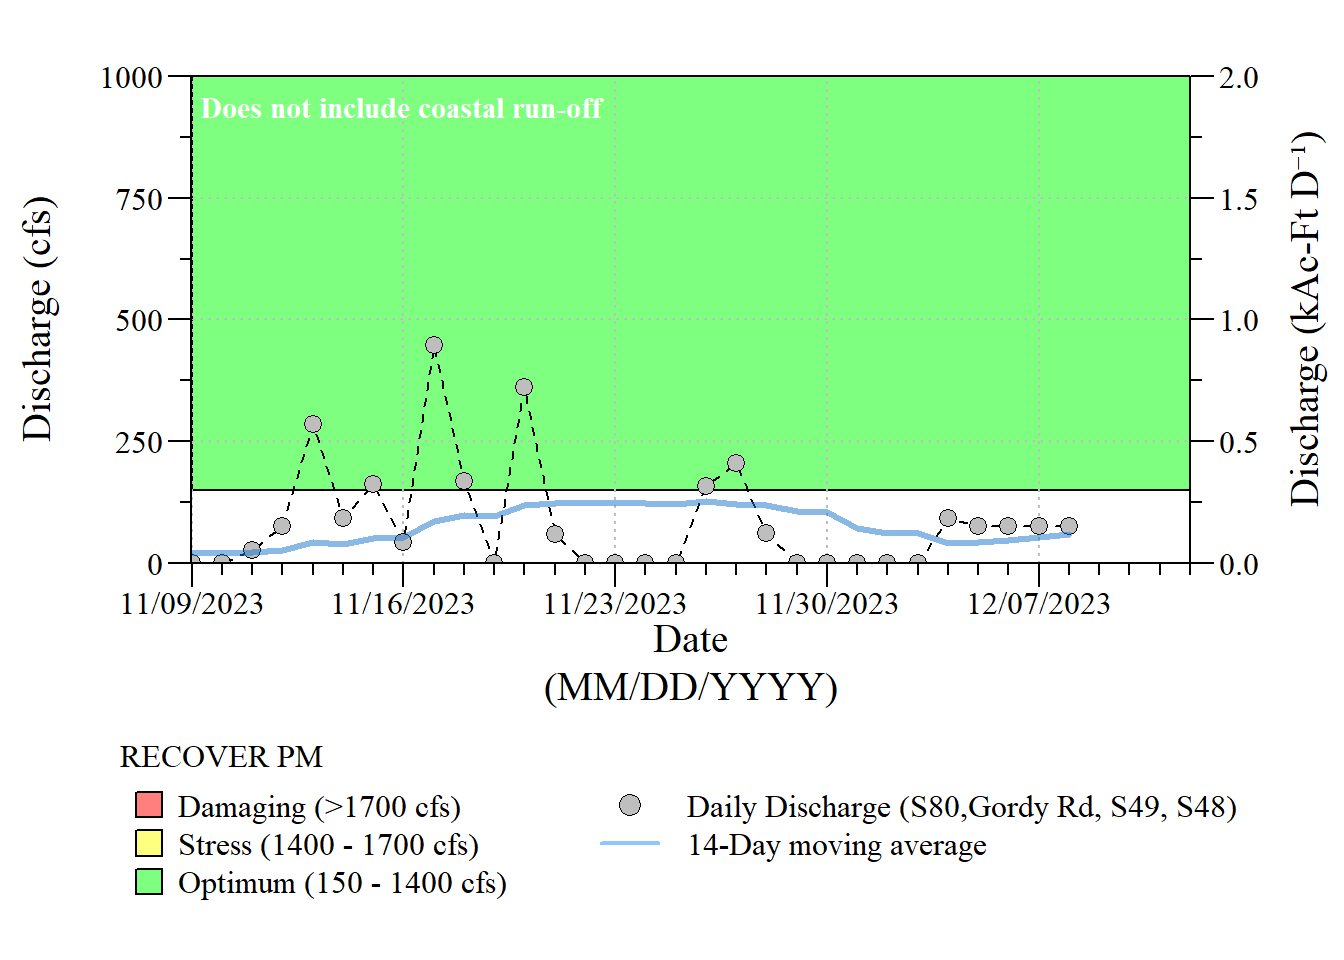 Does not include coastal run-off
1000
750
500
250
0
Discharge (cfs)
2.0
1.5
1.0
0.5
0.0
Discharge (kAc-Ft D⁻¹)
11/09/2023
11/16/2023
11/23/2023
11/30/2023
12/07/2023
Date
(MM/DD/YYYY)
RECOVER PM
Damaging (>1700 cfs)
Stress (1400 - 1700 cfs)
Optimum (150 - 1400 cfs)
Daily Discharge (S80,Gordy Rd, S49, S48)
14-Day moving average